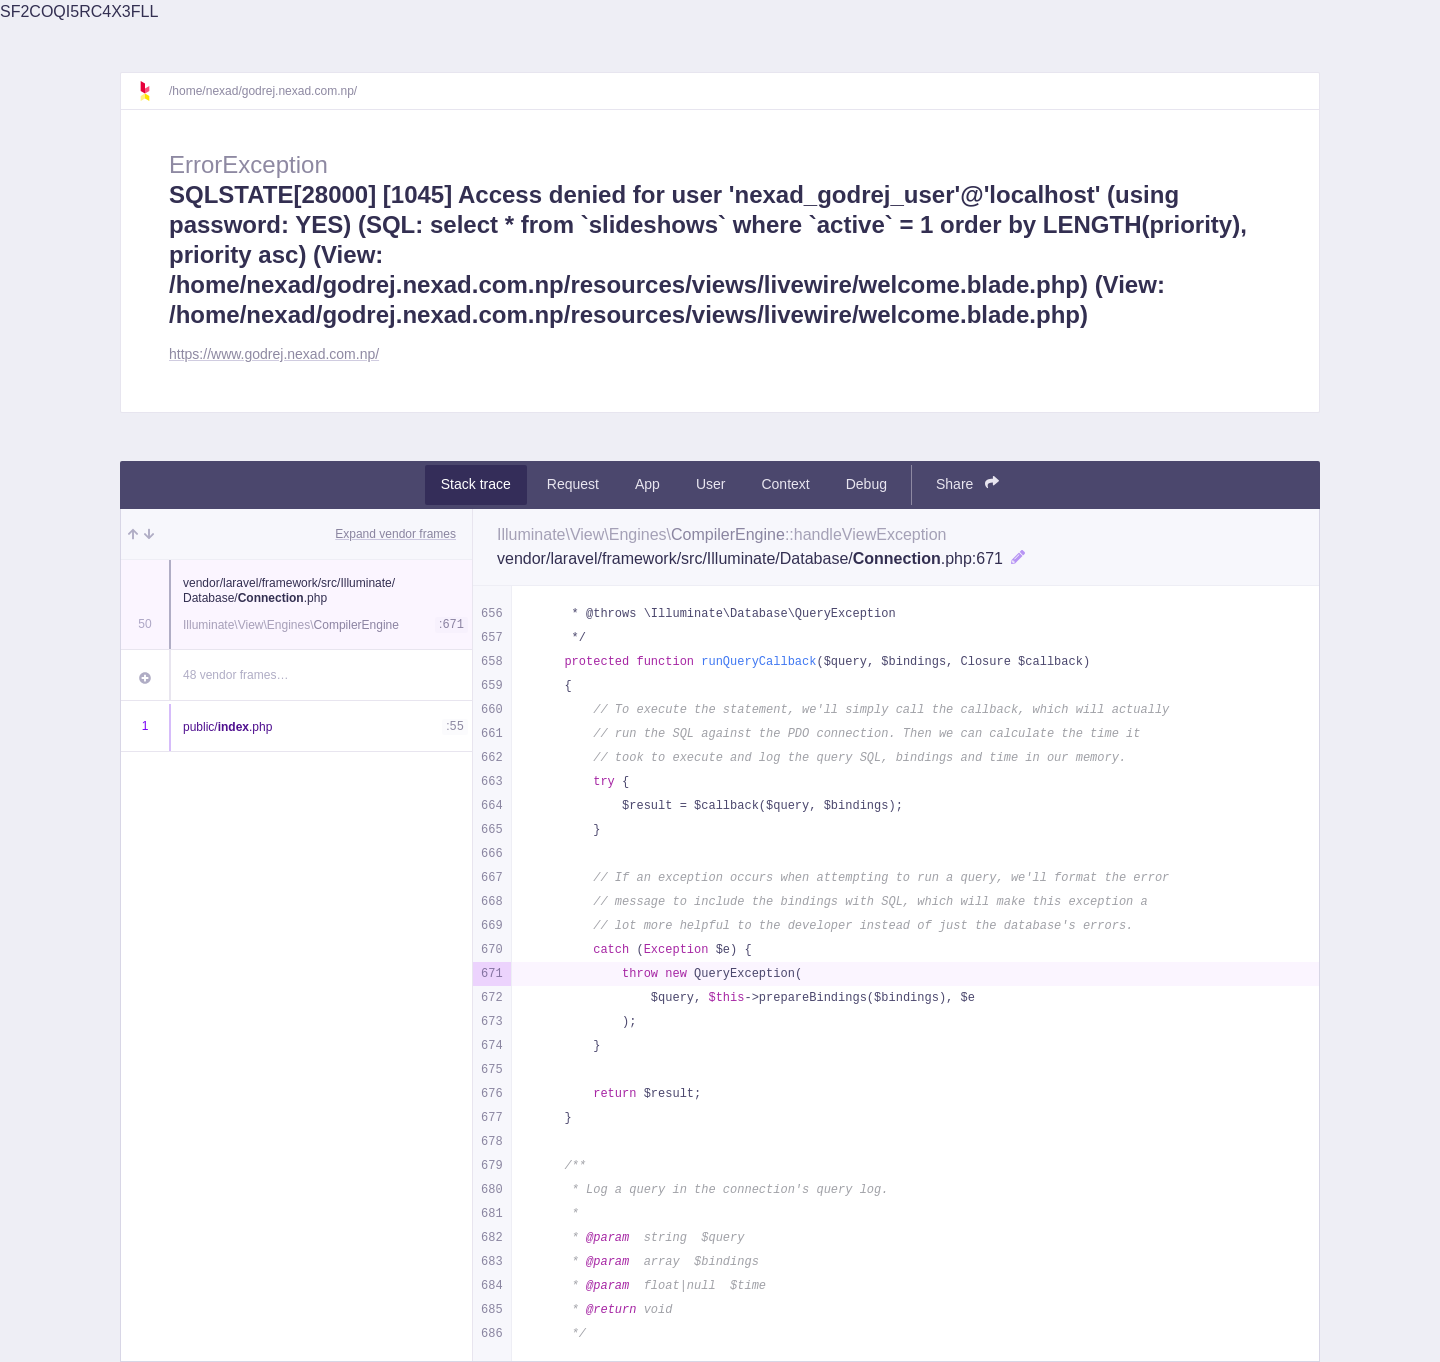 SF2COQI5RC4X3FLL
/home/nexad/godrej.nexad.com.np/
ErrorException
SQLSTATE[28000] [1045] Access denied for user 'nexad_godrej_user'@'localhost' (using
password: YES) (SQL: select * from `slideshows` where `active` = 1 order by LENGTH(priority),
priority asc) (View:
/home/nexad/godrej.nexad.com.np/resources/views/livewire/welcome.blade.php) (View:
/home/nexad/godrej.nexad.com.np/resources/views/livewire/welcome.blade.php)
https://www.godrej.nexad.com.np/
Stack trace Request App User Context Debug Share
Expand vendor frames
vendor/laravel/framework/src/Illuminate/
Database/Connection.php
50 Illuminate\View\Engines\CompilerEngine :671
48 vendor frames…
1 public/index.php :55
Illuminate\View\Engines\CompilerEngine::handleViewException
vendor/laravel/framework/src/Illuminate/Database/Connection.php:671
656 * @throws \Illuminate\Database\QueryException
657 */
658 protected function runQueryCallback($query, $bindings, Closure $callback)
659 {
660 // To execute the statement, we'll simply call the callback, which will actually
661 // run the SQL against the PDO connection. Then we can calculate the time it
662 // took to execute and log the query SQL, bindings and time in our memory.
663 try {
664 $result = $callback($query, $bindings);
665 }
666
667 // If an exception occurs when attempting to run a query, we'll format the error
668 // message to include the bindings with SQL, which will make this exception a
669 // lot more helpful to the developer instead of just the database's errors.
670 catch (Exception $e) {
671 throw new QueryException(
672 $query, $this->prepareBindings($bindings), $e
673 );
674 }
675
676 return $result;
677 }
678
679 /**
680 * Log a query in the connection's query log.
681 *
682 * @param string $query
683 * @param array $bindings
684 * @param float|null $time
685 * @return void
686 */